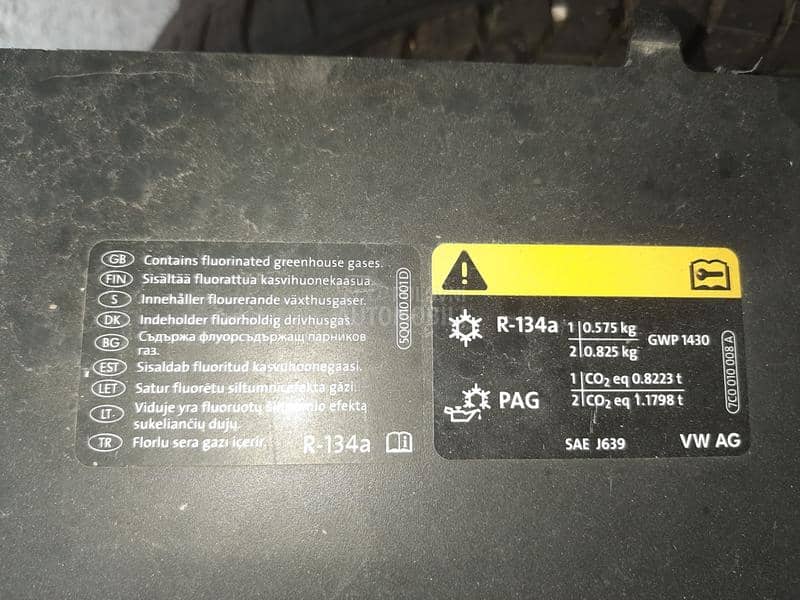 GB Contains fluorinated greenhouse gases.
FIN Sisältää fluorattua kasvihuonekaasua.
S Innehåller flourerande växthusgaser.
DK Indeholder fluorholdig drivhusgas.
BG Съдържа флуорсъдържащ парников
газ.
EST Sisaldab fluoritud kasvuhoonegaasi.
LET Satur fluorētu siltumnīcefekta gāzi.
LT Viduje yra fluoruotų šiltnamio efektą
sukeliančių dujų.
TR Florlu sera gazı içerir.
R-134a
5Q0 010 001D
R-134a 1 0.575 kg
2 0.825 kg
GWP 1430
PAG 1 CO2 eq 0.8223 t
2 CO2 eq 1.1798 t
SAE J639 VW AG
7C0 010 008 A